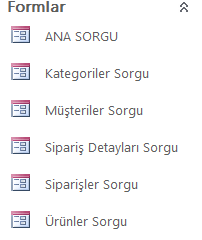 Formlar
ANA SORGU
Kategoriler Sorgu
Müşteriler Sorgu
Sipariş Detayları Sorgu
Siparişler Sorgu
Ürünler Sorgu